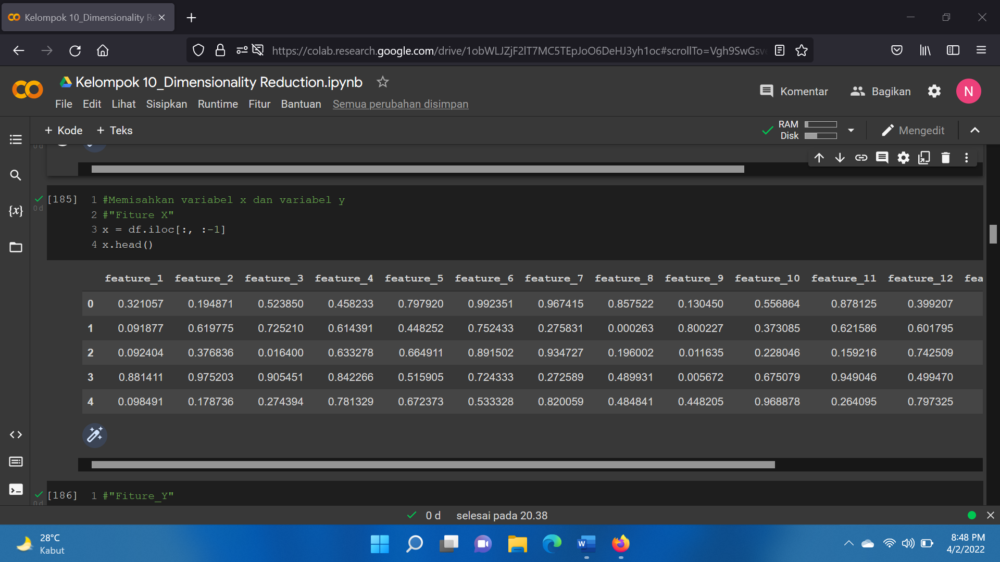 Kelompok 10_Dimensionality Re
https://colab.research.google.com/drive/1obWLJZjF2lT7MC5TEpJoO6DeHJ3yh1oc#scrollTo=Vgh9SwGsv
Kelompok 10_Dimensionality Reduction.ipynb
Komentar
Bagikan
N
File Edit Lihat Sisipkan Runtime Fitur Bantuan Semua perubahan disimpan
+ Kode + Teks
RAM
Disk
Mengedit
[185]
0 d
1 #Memisahkan variabel x dan variabel y
2 #"Fiture X"
3 x = df.iloc[:, :-1]
4 x.head()
feature_1 feature_2 feature_3 feature_4 feature_5 feature_6 feature_7 feature_8 feature_9 feature_10 feature_11 feature_12 fea
0 0.321057 0.194871 0.523850 0.458233 0.797920 0.992351 0.967415 0.857522 0.130450 0.556864 0.878125 0.399207
1 0.091877 0.619775 0.725210 0.614391 0.448252 0.752433 0.275831 0.000263 0.800227 0.373085 0.621586 0.601795
2 0.092404 0.376836 0.016400 0.633278 0.664911 0.891502 0.934727 0.196002 0.011635 0.228046 0.159216 0.742509
3 0.881411 0.975203 0.905451 0.842266 0.515905 0.724333 0.272589 0.489931 0.005672 0.675079 0.949046 0.499470
4 0.098491 0.178736 0.274394 0.781329 0.672373 0.533328 0.820059 0.484841 0.448205 0.968878 0.264095 0.797325
[186] 1 #"Fiture_Y"
0 d selesai pada 20.38
28°C
Kabut
8:48 PM
4/2/2022